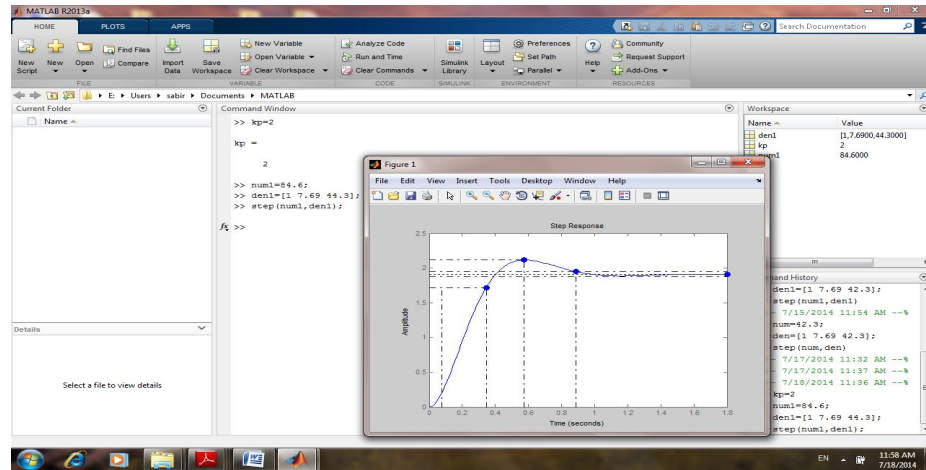 MATLAB R2013a
HOME PLOTS APPS
Search Documentation
New Script
New
Open
Find Files
Compare
Import Data
Save Workspace
New Variable
Open Variable
Clear Workspace
Analyze Code
Run and Time
Clear Commands
Simulink Library
Layout
Preferences
Set Path
Parallel
Help
Community
Request Support
Add-Ons
FILE VARIABLE CODE SIMULINK ENVIRONMENT RESOURCES
E: Users sabir Documents MATLAB
Current Folder
Name
Details
Select a file to view details
Command Window
>> kp=2
kp =
2
>> num1=84.6;
>> den1=[1 7.69 44.3];
>> step(num1,den1);
fx >>
Figure 1
File Edit View Insert Tools Desktop Window Help
Step Response
Amplitude
2.5
2
1.5
1
0.5
0
0 0.2 0.4 0.6 0.8 1 1.2 1.4 1.6 1.8
Time (seconds)
Workspace
Name Value
den1 [1,7.6900,44.3000]
kp 2
num1 84.6000
mand History
den1=[1 7.69 42.3];
step(num1,den1)
7/15/2014 11:54 AM --%
num=42.3;
den=[1 7.69 42.3];
step(num,den)
7/17/2014 11:32 AM --%
7/17/2014 11:37 AM --%
7/18/2014 11:36 AM --%
kp=2
num1=84.6;
den1=[1 7.69 44.3];
step(num1,den1);
EN
11:58 AM
7/18/2014